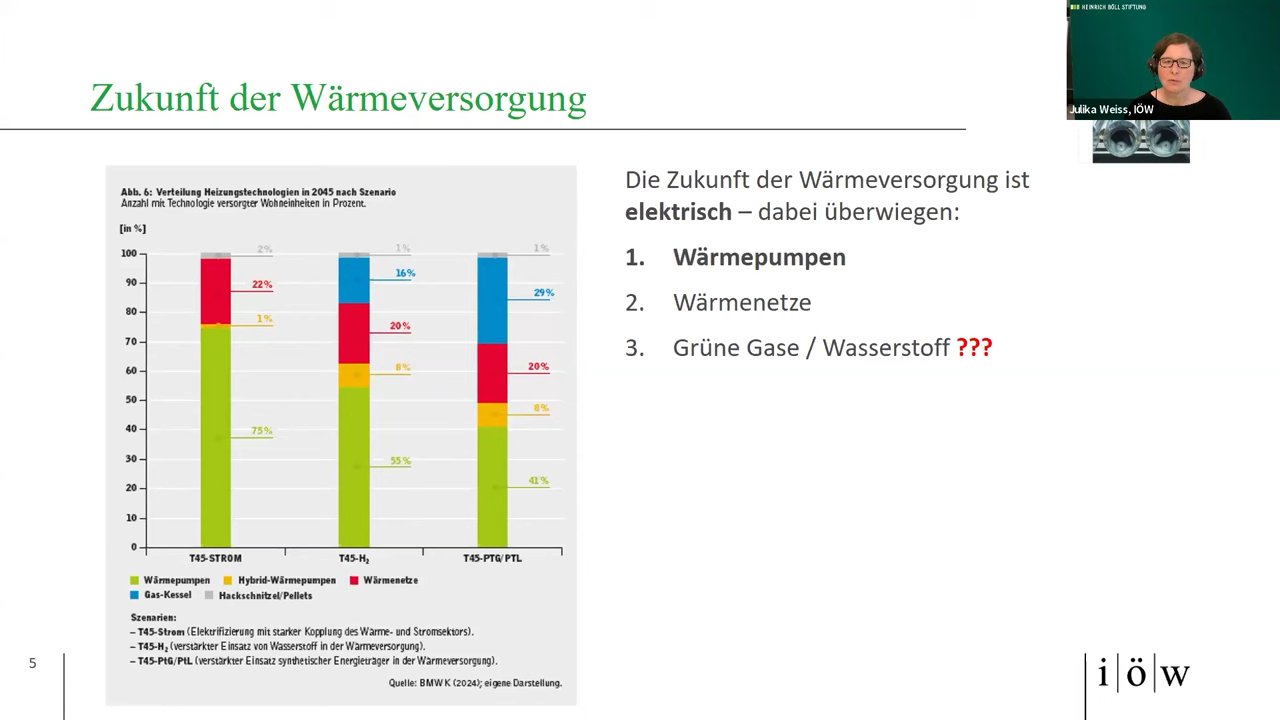 HEINRICH BÖLL STIFTUNG
Julika Weiss, IÖW
Zukunft der Wärmeversorgung
Abb. 6: Verteilung Heizungstechnologien in 2045 nach Szenario
Anzahl mit Technologie versorgter Wohneinheiten in Prozent.
[in %]
100
90
80
70
60
50
40
30
20
10
0
2%
22%
1%
75%
1%
16%
20%
8%
55%
1%
29%
20%
8%
41%
T45-STROM
T45-H₂
T45-PTG/PTL
Wärmepumpen
Hybrid-Wärmepumpen
Wärmenetze
Gas-Kessel
Hackschnitzel/Pellets
Szenarien:
– T45-Strom (Elektrifizierung mit starker Kopplung des Wärme- und Stromsektors).
– T45-H₂ (verstärkter Einsatz von Wasserstoff in der Wärmeversorgung).
– T45-PtG/PtL (verstärkter Einsatz synthetischer Energieträger in der Wärmeversorgung).
Quelle: BMWK (2024); eigene Darstellung.
Die Zukunft der Wärmeversorgung ist
elektrisch – dabei überwiegen:
1. Wärmepumpen
2. Wärmenetze
3. Grüne Gase / Wasserstoff ???
5
i|ö|w